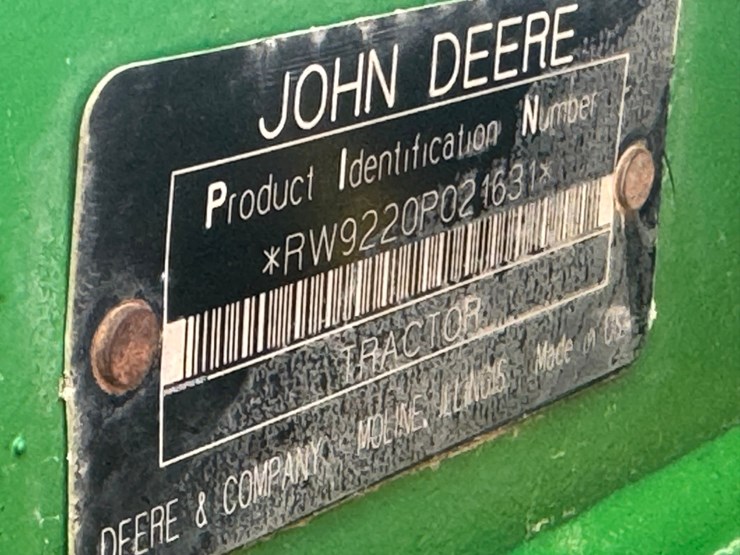 JOHN DEERE
Product Identification Number
*RW9220P021631*
TRACTOR
DEERE & COMPANY MOLINE, ILLINOIS Made in USA